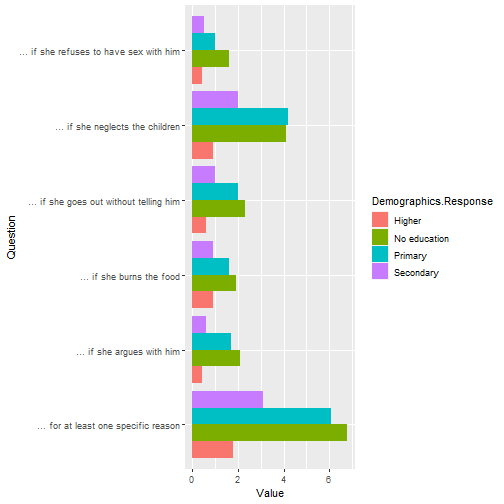 ... if she refuses to have sex with him
... if she neglects the children
... if she goes out without telling him
... if she burns the food
... if she argues with him
... for at least one specific reason
Question
0 2 4 6
Value
Demographics.Response
Higher
No education
Primary
Secondary